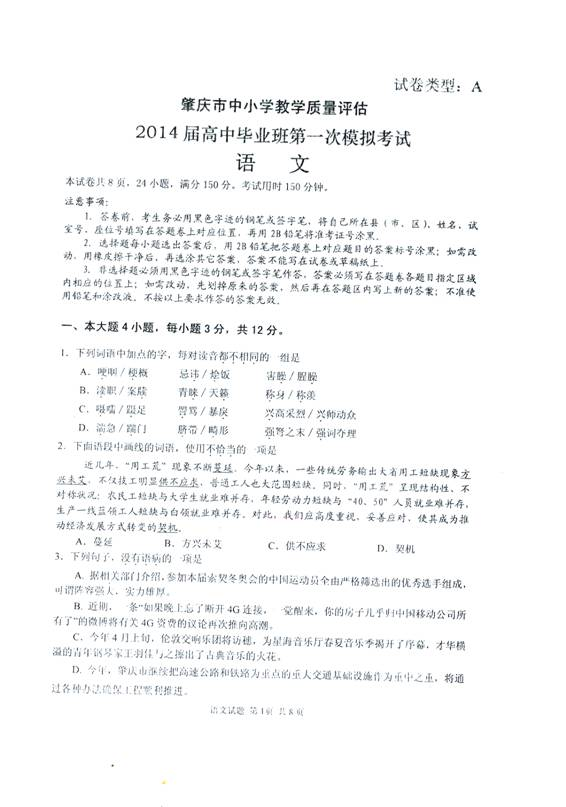 试卷类型：A
肇庆市中小学教学质量评估
2014届高中毕业班第一次模拟考试
语 文
本试卷共8页，24小题，满分150分。考试用时150分钟。
注意事项：
1. 答卷前，考生务必用黑色字迹的钢笔或签字笔，将自己所在县（市、区）、姓名、试
室号、座位号填写在答题卷上对应位置，再用2B铅笔将准考证号涂黑。
2. 选择题每小题选出答案后，用2B铅笔把答题卷上对应题目的答案标号涂黑；如需改
动，用橡皮擦干净后，再选涂其它答案，答案不能写在试卷或草稿纸上。
3. 非选择题必须用黑色字迹的钢笔或签字笔作答，答案必须写在答题卷各题目指定区域
内相应的位置上；如需改动，先划掉原来的答案，然后再在答题区内写上新的答案；不准使
用铅笔和涂改液。不按以上要求作答的答案无效。
一、本大题4小题，每小题3分，共12分。
1．下列词语中加点的字，每对读音都不相同的一组是
A．哽咽／梗概 忌讳／烩饭 害臊／腥臊
B．渎职／案牍 青睐／天籁 称身／称羡
C．嗫嚅／蹑足 詈骂／暴戾 兴高采烈／兴师动众
D．湍急／踹门 脐带／畸形 强弩之末／强词夺理
2．下面语段中画线的词语，使用不恰当的一项是
近几年，“用工荒”现象不断蔓延。今年以来，一些传统劳务输出大省用工短缺现象方
兴未艾，不仅技工明显供不应求，普通工人也大范围短缺。同时，“用工荒”呈现结构性、不
对称状况：农民工短缺与大学生就业难并存，年轻劳动力短缺与“40、50”人员就业难并存，
生产一线蓝领工人短缺与白领就业难并存。对此，我们应高度重视，妥善应对，使其成为推
动经济发展方式转变的契机。
A．蔓延 B．方兴未艾 C．供不应求 D．契机
3．下列句子，没有语病的一项是
A. 据相关部门介绍，参加本届索契冬奥会的中国运动员全由严格筛选出的优秀选手组成，
可谓阵容强大，实力雄厚。
B. 近期，一条“如果晚上忘了断开4G连接，一觉醒来，你的房子几乎归中国移动公司所
有了”的微博将有关4G资费的议论再次推向高潮。
C．今年4月上旬，伦敦交响乐团将访穗，为星海音乐厅春夏音乐季揭开了序幕，才华横
溢的青年钢琴家王羽佳与之擦出了古典音乐的火花。
D. 今年，肇庆市继续把高速公路和铁路为重点的重大交通基础设施作为重中之重，将通
过各种办法确保工程顺利推进。
语文试题 第1页 共8页